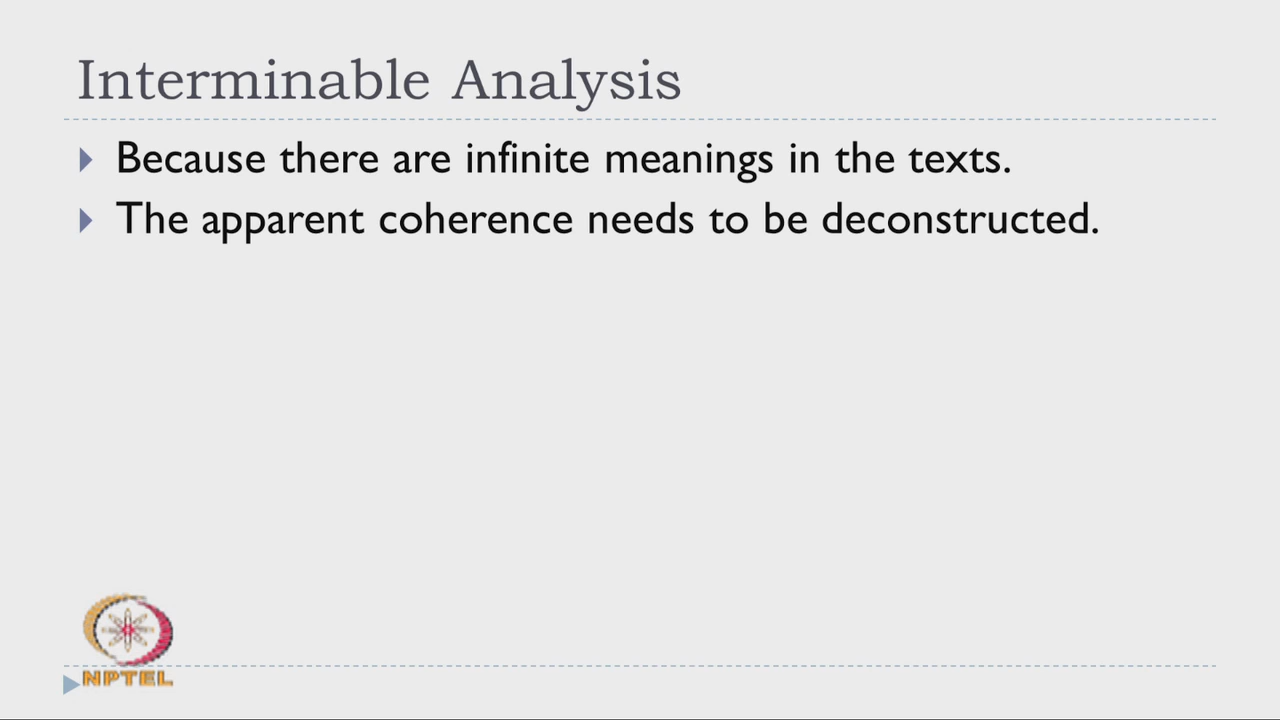 Interminable Analysis
Because there are infinite meanings in the texts.
The apparent coherence needs to be deconstructed.
NPTEL